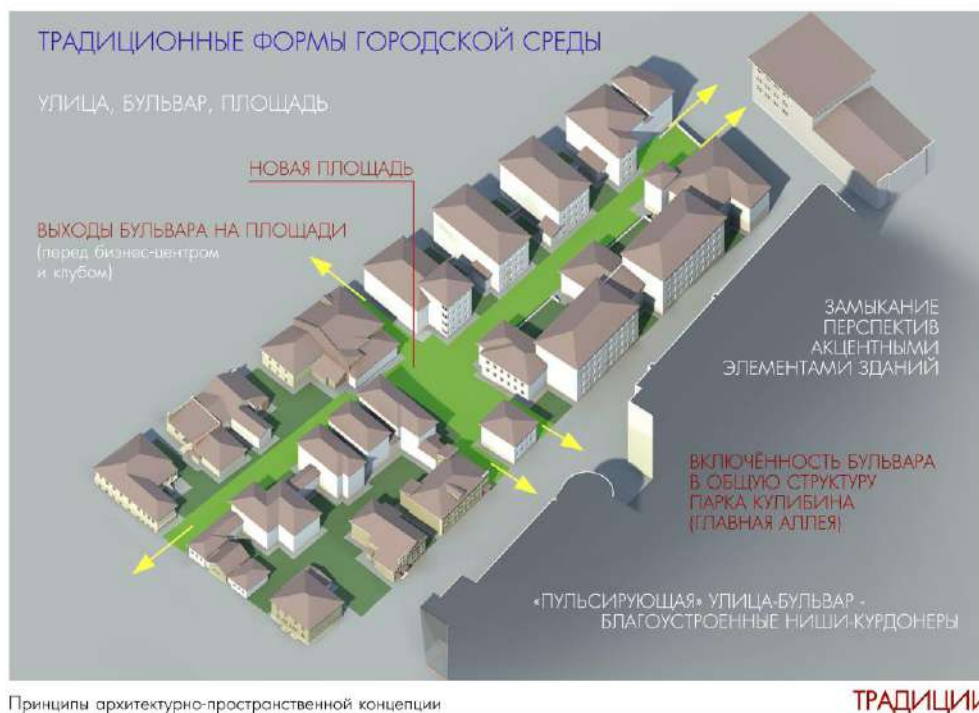 ТРАДИЦИОННЫЕ ФОРМЫ ГОРОДСКОЙ СРЕДЫ
УЛИЦА, БУЛЬВАР, ПЛОЩАДЬ
НОВАЯ ПЛОЩАДЬ
ВЫХОДЫ БУЛЬВАРА НА ПЛОЩАДИ
(перед бизнес-центром
и клубом)
ЗАМЫКАНИЕ
ПЕРСПЕКТИВ
АКЦЕНТНЫМИ
ЭЛЕМЕНТАМИ ЗДАНИЙ
ВКЛЮЧЁННОСТЬ БУЛЬВАРА
В ОБЩУЮ СТРУКТУРУ
ПАРКА КУЛИБИНА
(ГЛАВНАЯ АЛЛЕЯ)
«ПУЛЬСИРУЮЩАЯ» УЛИЦА-БУЛЬВАР -
БЛАГОУСТРОЕННЫЕ НИШИ-КУРДОНЕРЫ
Принципы архитектурно-пространственной концепции
ТРАДИЦИИ